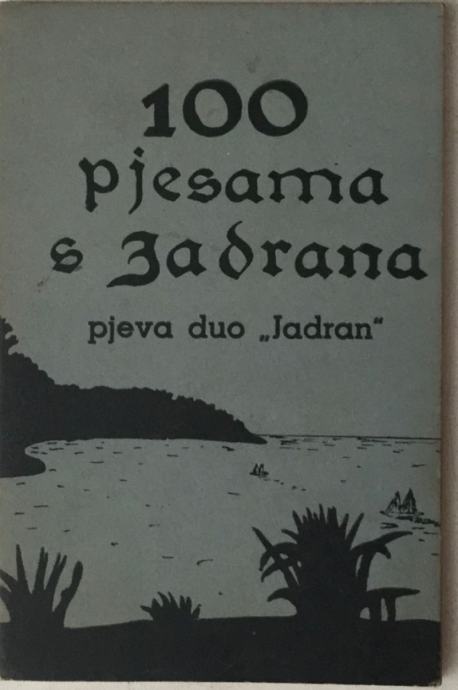 100
pjesama
s Jadrana
pjeva duo „Jadran“